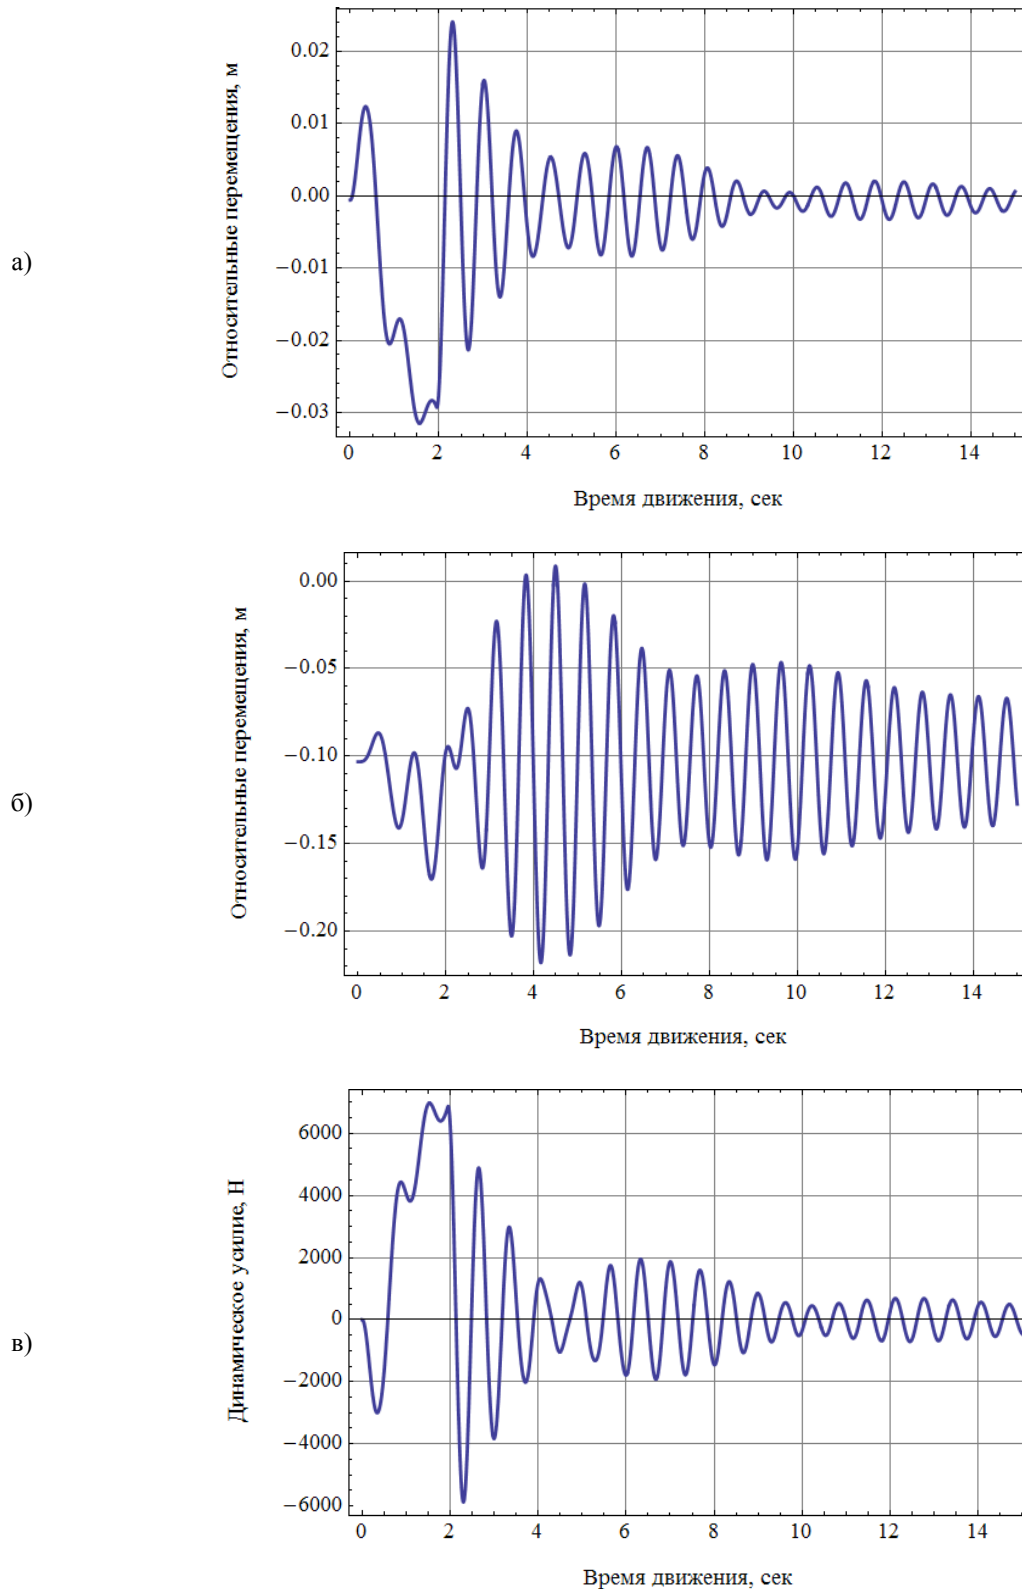 а)
Относительные перемещения, м
0.02
0.01
0.00
−0.01
−0.02
−0.03
0 2 4 6 8 10 12 14
Время движения, сек
б)
Относительные перемещения, м
0.00
−0.05
−0.10
−0.15
−0.20
0 2 4 6 8 10 12 14
Время движения, сек
в)
Динамическое усилие, Н
6000
4000
2000
0
−2000
−4000
−6000
0 2 4 6 8 10 12 14
Время движения, сек